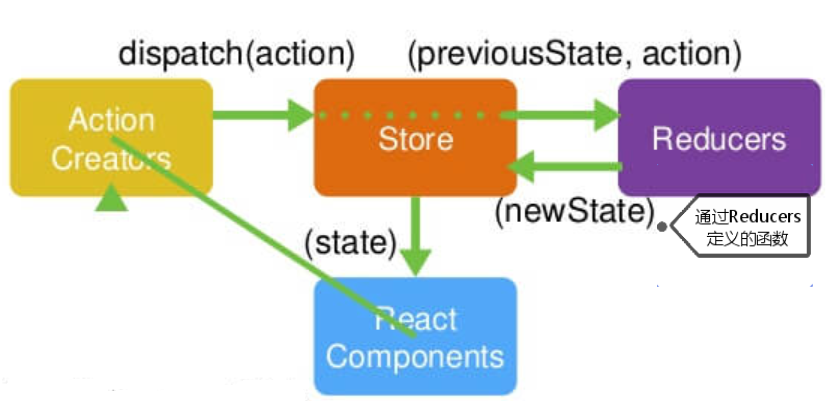 dispatch(action)
(previousState, action)
Action
Creators
Store
Reducers
(newState)
通过Reducers
定义的函数
(state)
React
Components